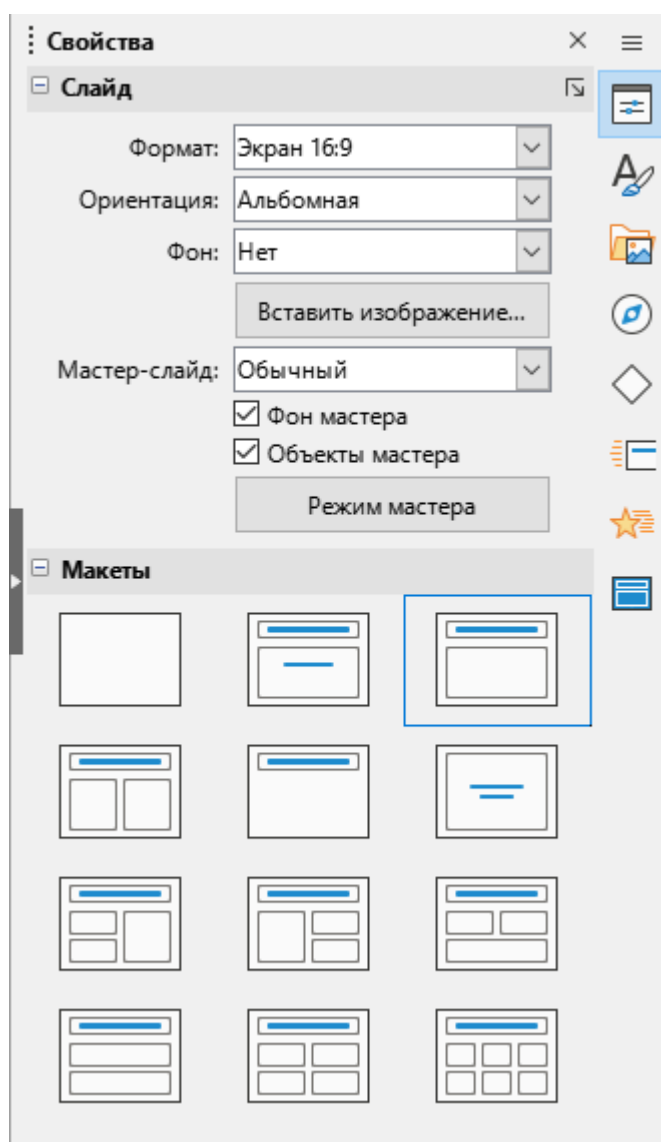 Свойства
Слайд
Формат: Экран 16:9
Ориентация: Альбомная
Фон: Нет
Вставить изображение...
Мастер-слайд: Обычный
Фон мастера
Объекты мастера
Режим мастера
Макеты